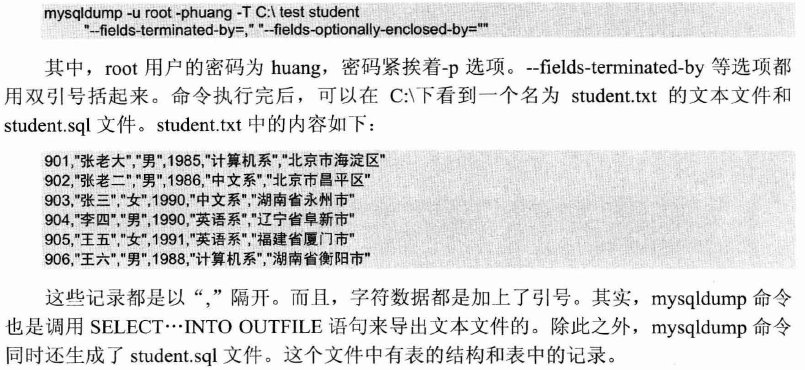 mysqldump -u root -phuang -T C:\ test student
"--fields-terminated-by=," "--fields-optionally-enclosed-by=""
其中，root 用户的密码为 huang，密码紧挨着-p 选项。--fields-terminated-by 等选项都
用双引号括起来。命令执行完后，可以在 C:\下看到一个名为 student.txt 的文本文件和
student.sql 文件。student.txt 中的内容如下：
901,"张老大","男",1985,"计算机系","北京市海淀区"
902,"张老二","男",1986,"中文系","北京市昌平区"
903,"张三","女",1990,"中文系","湖南省永州市"
904,"李四","男",1990,"英语系","辽宁省阜新市"
905,"王五","女",1991,"英语系","福建省厦门市"
906,"王六","男",1988,"计算机系","湖南省衡阳市"
这些记录都是以“,”隔开。而且，字符数据都是加上了引号。其实，mysqldump 命令
也是调用 SELECT…INTO OUTFILE 语句来导出文本文件的。除此之外，mysqldump 命令
同时还生成了 student.sql 文件。这个文件中有表的结构和表中的记录。